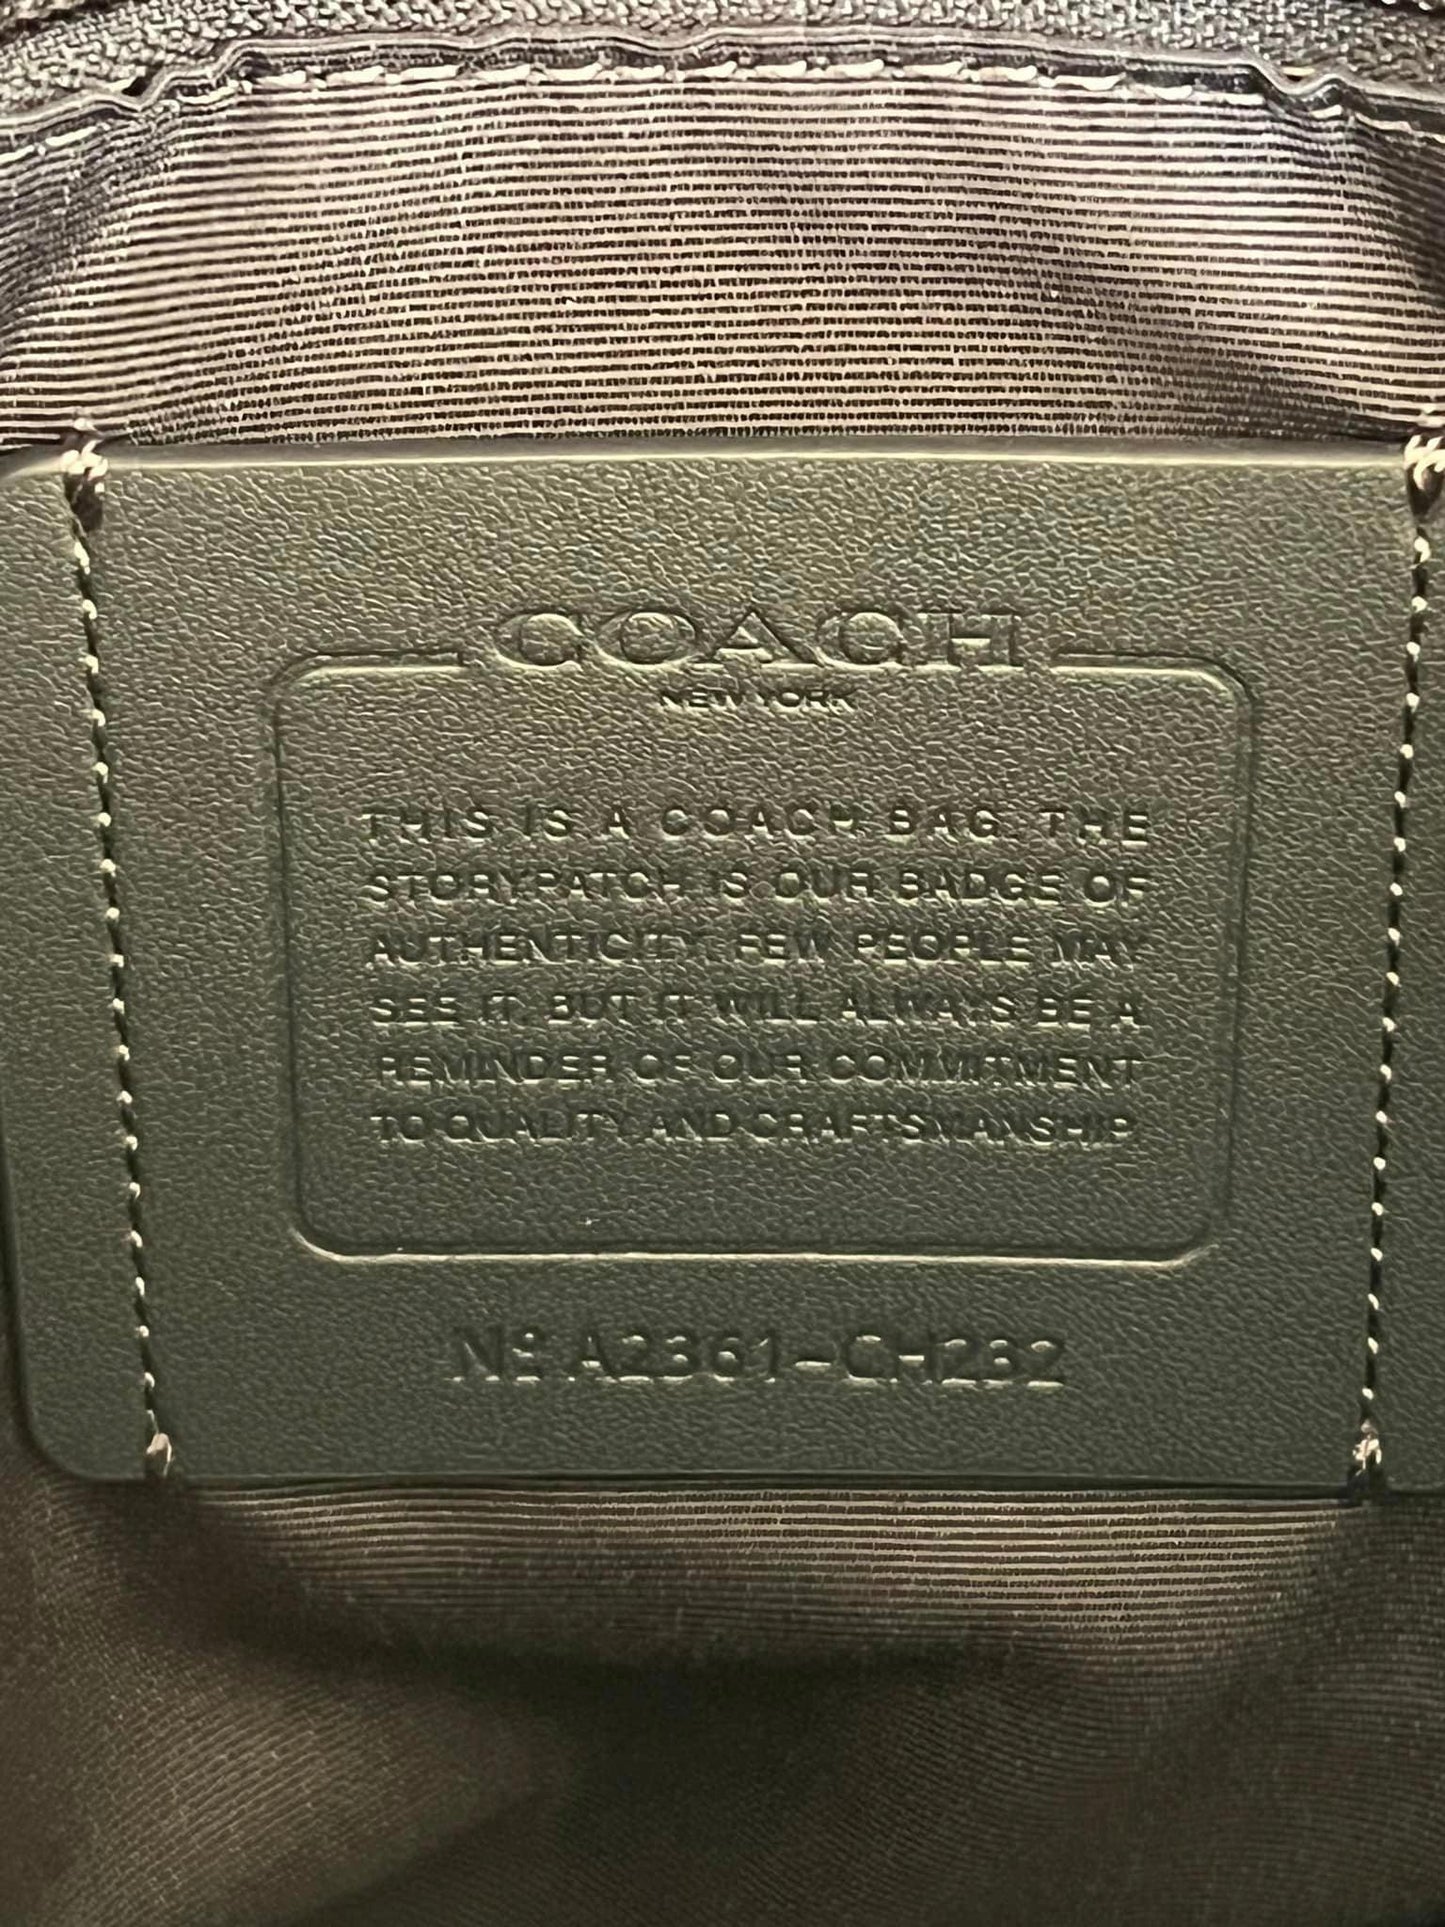 COACH
NEW YORK
THIS IS A COACH BAG. THE
STORYPATCH IS OUR BADGE OF
AUTHENTICITY. FEW PEOPLE MAY
SEE IT, BUT IT WILL ALWAYS BE A
REMINDER OF OUR COMMITMENT
TO QUALITY AND CRAFTSMANSHIP.
Nº A2361-CH232